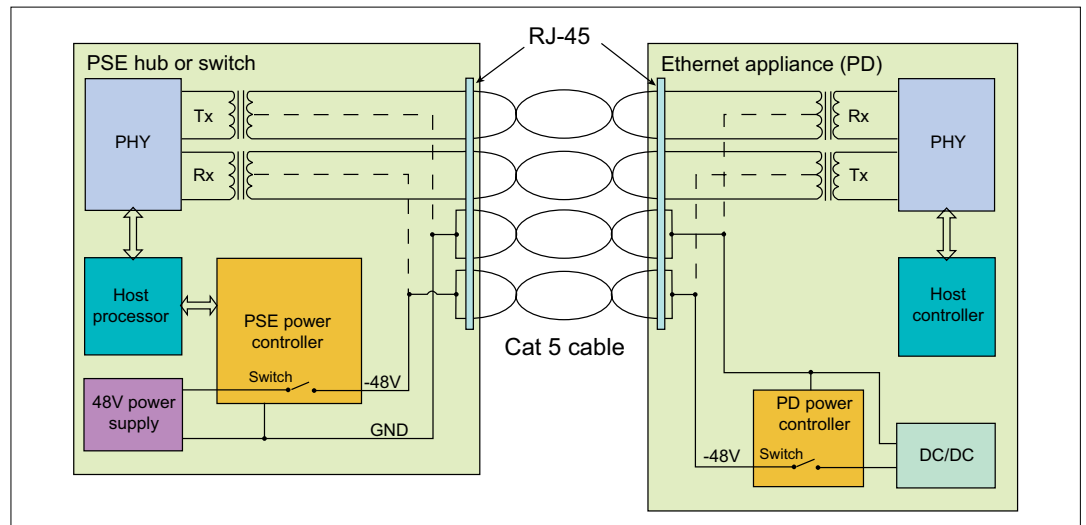 RJ-45
PSE hub or switch
Ethernet appliance (PD)
PHY
Tx
Rx
Rx
Tx
PHY
Host
processor
PSE power
controller
Switch
-48V
48V power
supply
GND
Cat 5 cable
Host
controller
PD power
controller
-48V
Switch
DC/DC